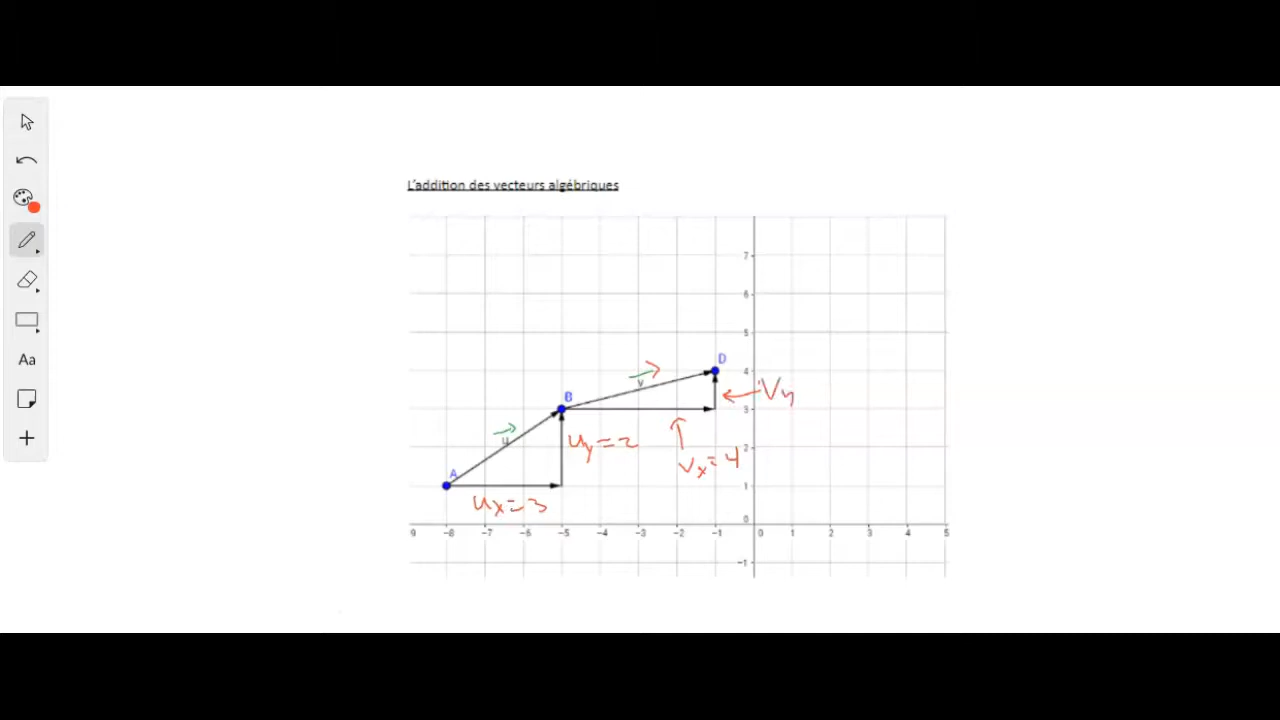 L'addition des vecteurs algébriques
7
6
5
D
4
v
Vy
B
3
u
uy=2
2
Vx=4
A
1
ux=3
0
9 -8 -7 -6 -5 -4 -3 -2 -1 0 1 2 3 4 5
-1
Aa